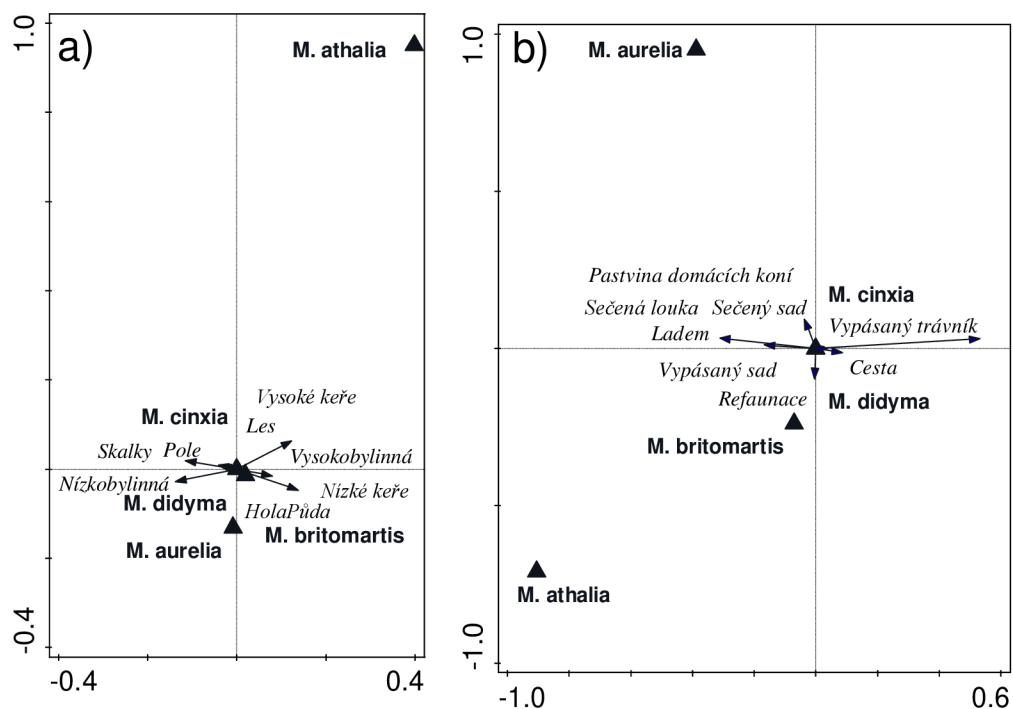 a)
1.0
M. athalia
Vysoké keře
M. cinxia
Les
Skalky Pole
Vysokobylinná
Nízkobylinná
Nízké keře
M. didyma
HolaPůda
M. britomartis
M. aurelia
-0.4
-0.4 0.4
b)
1.0
M. aurelia
Pastvina domácích koní
M. cinxia
Sečená louka Sečený sad
Vypásaný trávník
Ladem
Vypásaný sad
Cesta
Refaunace
M. didyma
M. britomartis
M. athalia
-1.0
-1.0 0.6